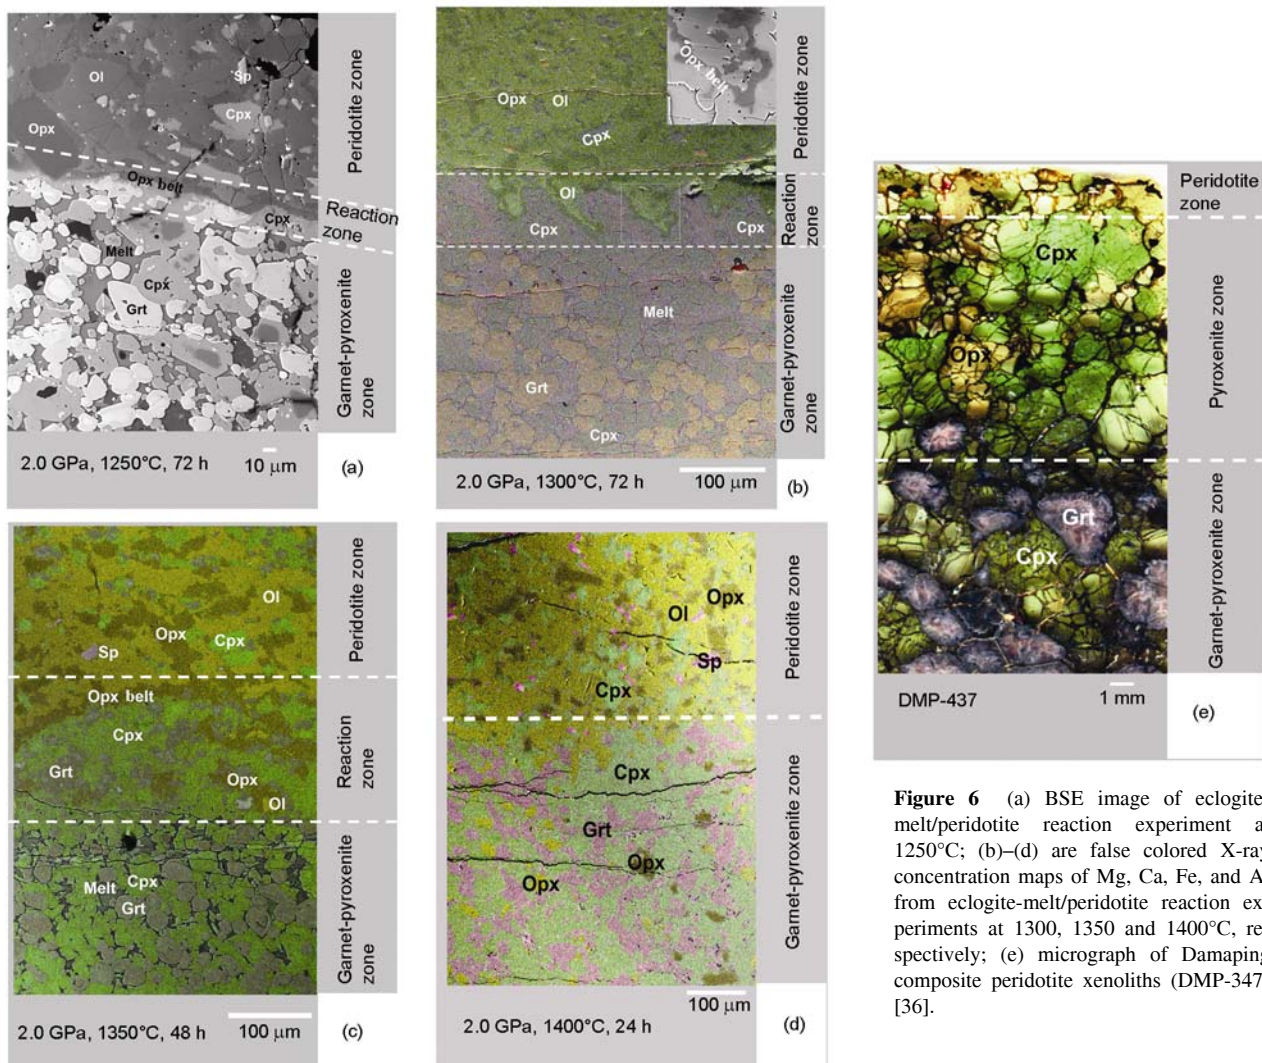 Ol
Sp
Cpx
Opx
Opx belt
Cpx
Melt
Cpx
Grt
Peridotite zone
Reaction
zone
Garnet-pyroxenite
zone
2.0 GPa, 1250°C, 72 h
10 μm
(a)
Opx belt
Opx
Ol
Cpx
Ol
Cpx
Cpx
Melt
Grt
Cpx
Peridotite zone
Reaction
zone
Garnet-pyroxenite
zone
2.0 GPa, 1300°C, 72 h
100 μm
(b)
Ol
Opx
Cpx
Sp
Opx belt
Cpx
Grt
Opx
Ol
Melt
Cpx
Grt
Peridotite zone
Reaction
zone
Garnet-pyroxenite
zone
2.0 GPa, 1350°C, 48 h
100 μm
(c)
Opx
Ol
Sp
Cpx
Cpx
Grt
Opx
Opx
Peridotite zone
Garnet-pyroxenite zone
2.0 GPa, 1400°C, 24 h
100 μm
(d)
Peridotite
zone
Cpx
Opx
Grt
Cpx
Pyroxenite zone
Garnet-pyroxenite zone
DMP-437
1 mm
(e)
Figure 6 (a) BSE image of eclogite
melt/peridotite reaction experiment a
1250°C; (b)–(d) are false colored X-ray
concentration maps of Mg, Ca, Fe, and A
from eclogite-melt/peridotite reaction ex
periments at 1300, 1350 and 1400°C, re
spectively; (e) micrograph of Damaping
composite peridotite xenoliths (DMP-347
[36].